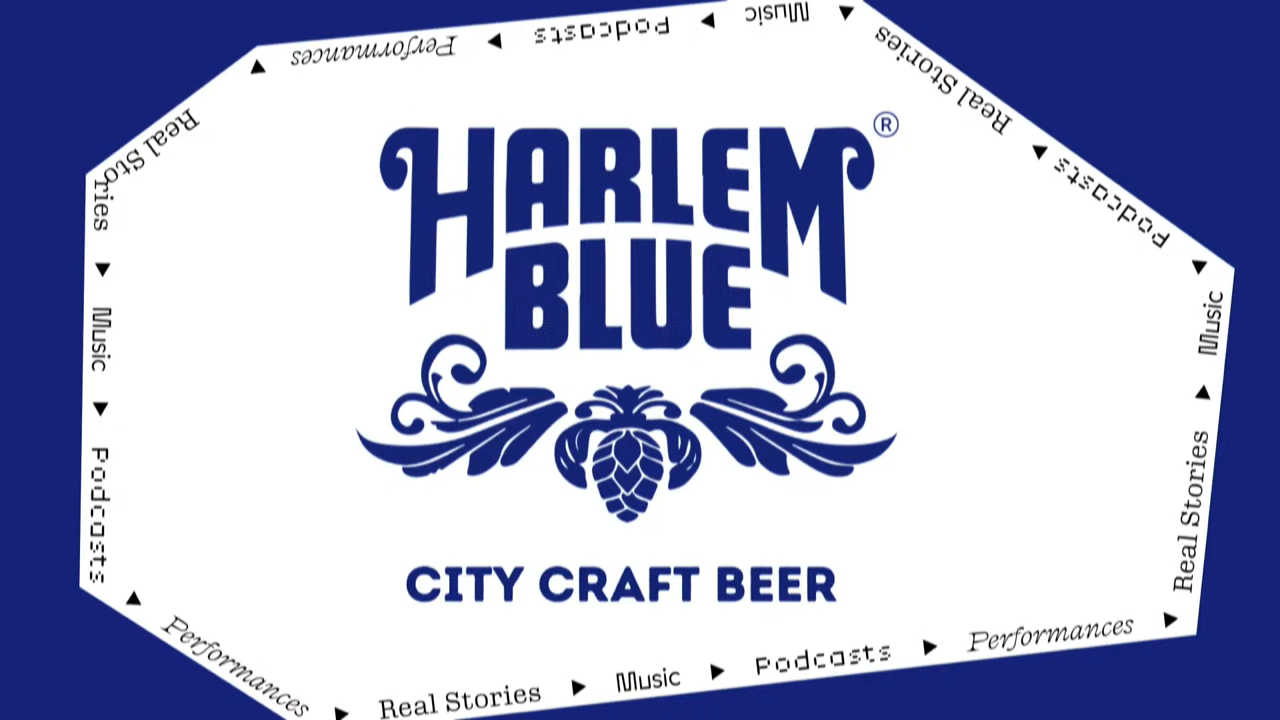 HARLEM ®
BLUE
CITY CRAFT BEER
Real Stories ▶ Music ▶ Podcasts ▶ Performances ▶
Real Stories ▶ Music ▶ Podcasts ▶ Performances ▶
Real Stories ▶ Music ▶ Podcasts ▶ Performances ▶
Real Stories ▶ Music ▶ Podcasts ▶ Performances ▶